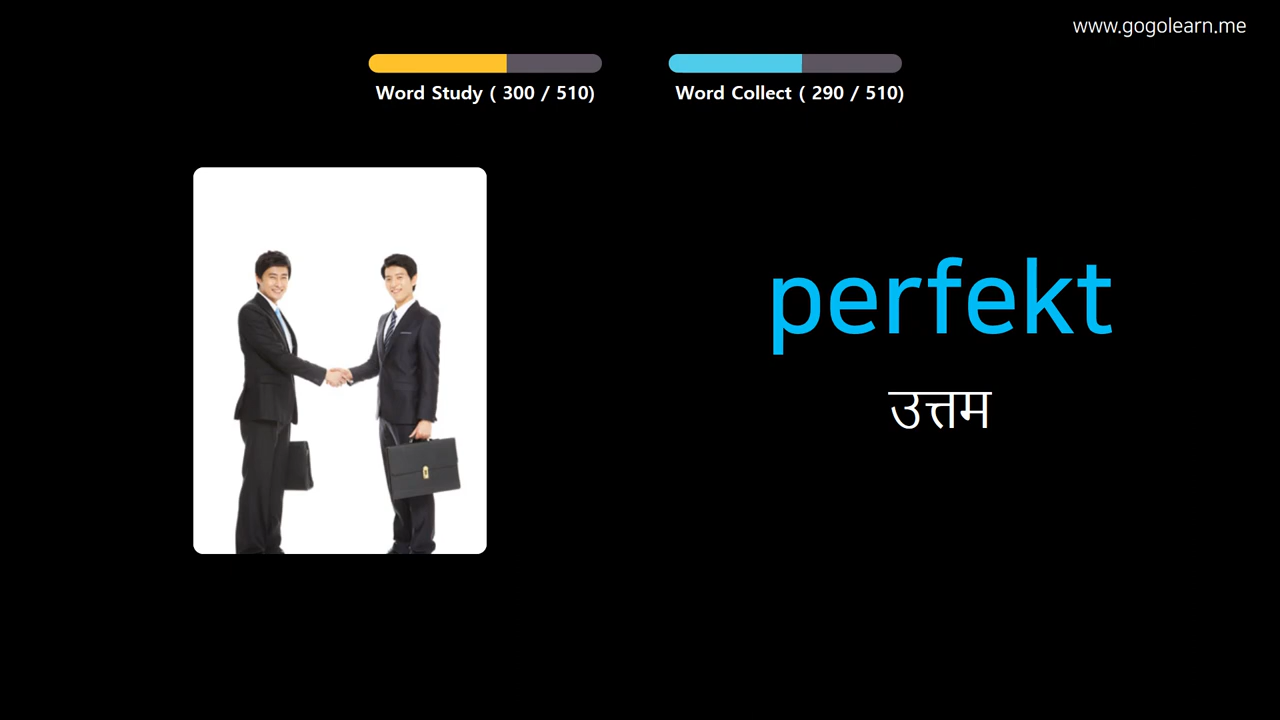 www.gogolearn.me
Word Study ( 300 / 510)
Word Collect ( 290 / 510)
perfekt
उत्तम